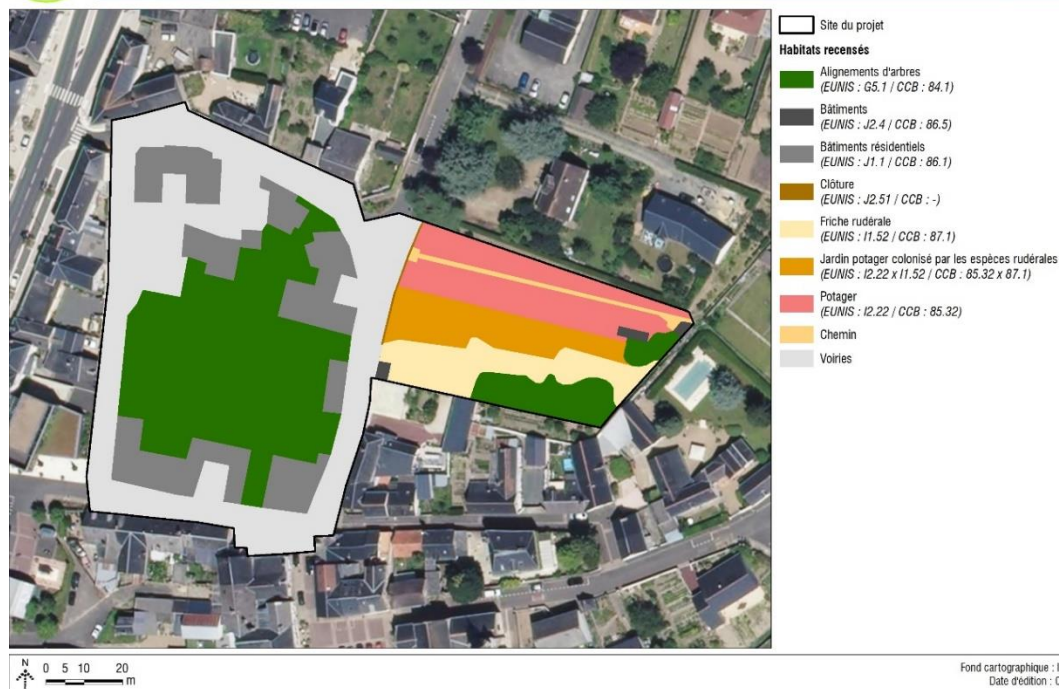 Site du projet
Habitats recensés
Alignements d'arbres
(EUNIS : G5.1 / CCB : 84.1)
Bâtiments
(EUNIS : J2.4 / CCB : 86.5)
Bâtiments résidentiels
(EUNIS : J1.1 / CCB : 86.1)
Clôture
(EUNIS : J2.51 / CCB : -)
Friche rudérale
(EUNIS : I1.52 / CCB : 87.1)
Jardin potager colonisé par les espèces rudérales
(EUNIS : I2.22 x I1.52 / CCB : 85.32 x 87.1)
Potager
(EUNIS : I2.22 / CCB : 85.32)
Chemin
Voiries
N
0 5 10 20
m
Fond cartographique :
Date d'édition :